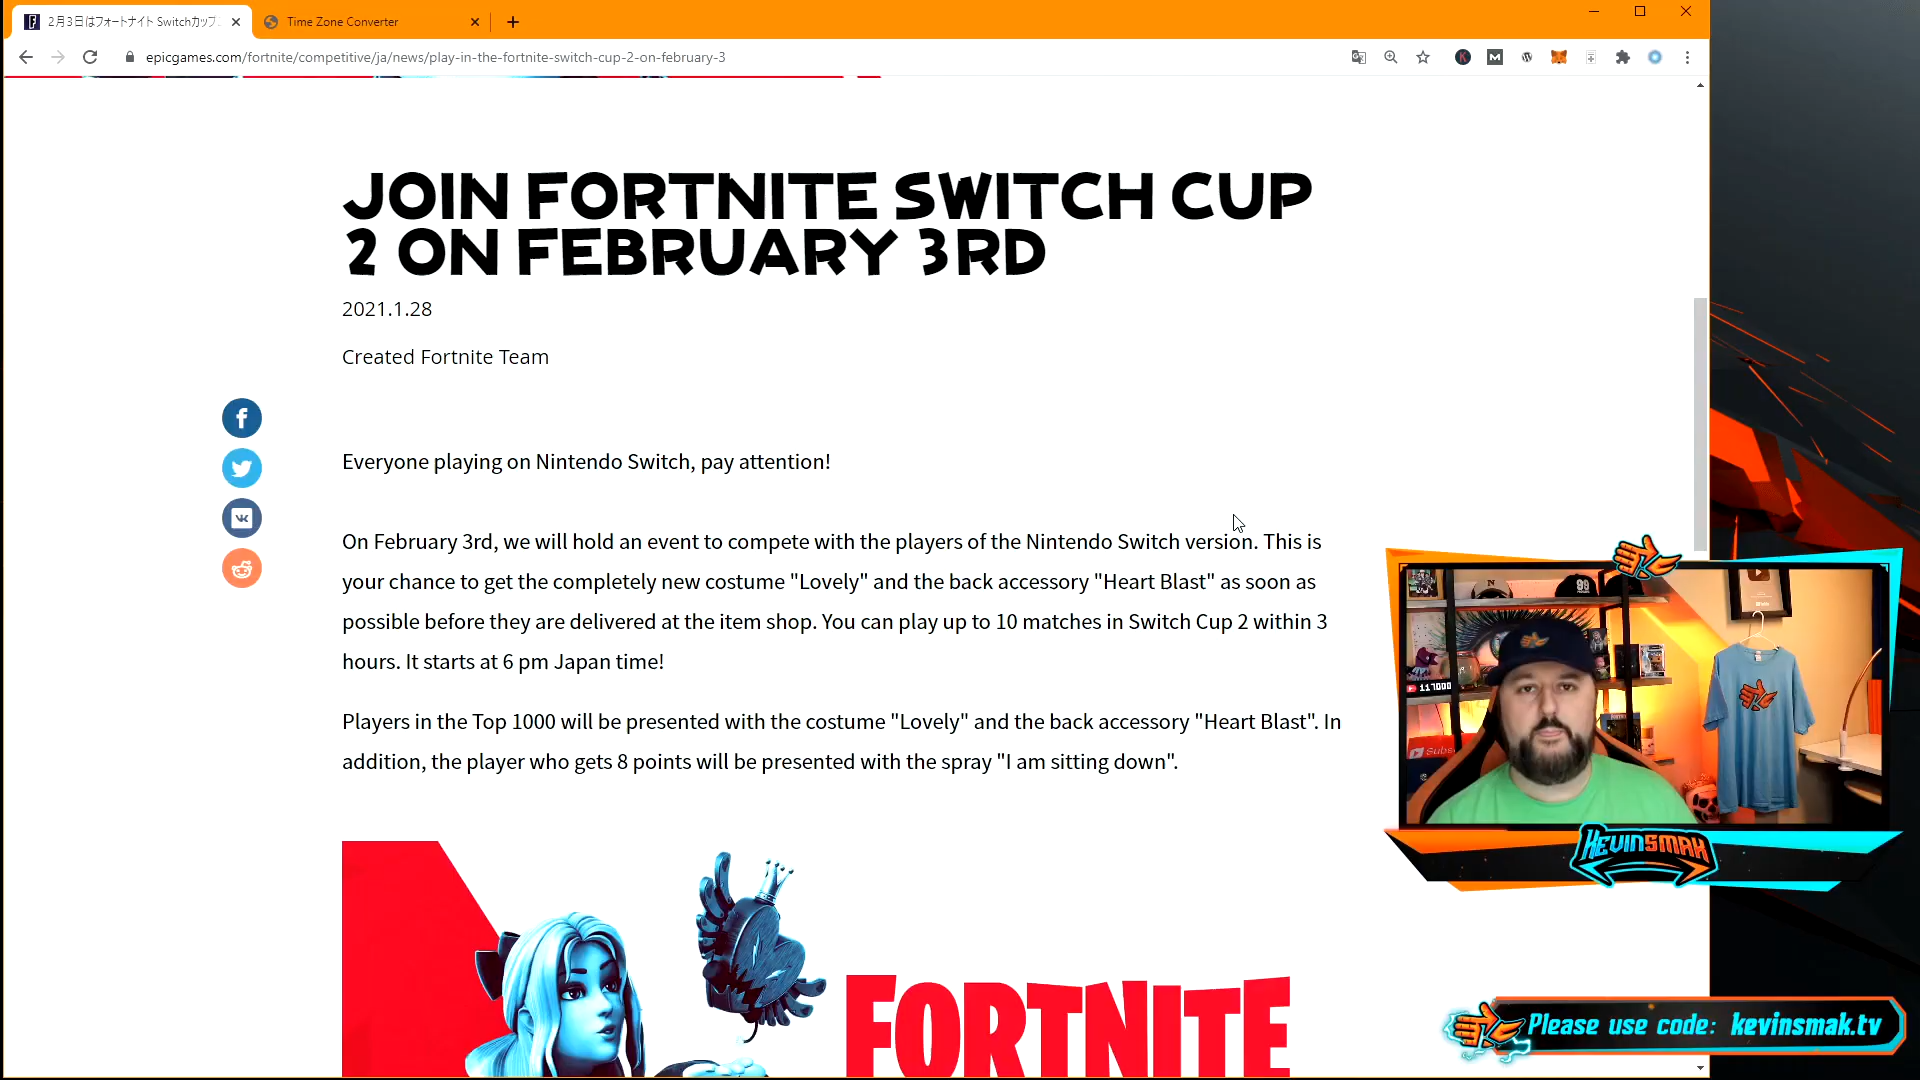 2月3日はフォートナイト Switchカップ
Time Zone Converter
epicgames.com/fortnite/competitive/ja/news/play-in-the-fortnite-switch-cup-2-on-february-3
JOIN FORTNITE SWITCH CUP
2 ON FEBRUARY 3RD
2021.1.28
Created Fortnite Team
Everyone playing on Nintendo Switch, pay attention!
On February 3rd, we will hold an event to compete with the players of the Nintendo Switch version. This is
your chance to get the completely new costume "Lovely" and the back accessory "Heart Blast" as soon as
possible before they are delivered at the item shop. You can play up to 10 matches in Switch Cup 2 within 3
hours. It starts at 6 pm Japan time!
Players in the Top 1000 will be presented with the costume "Lovely" and the back accessory "Heart Blast". In
addition, the player who gets 8 points will be presented with the spray "I am sitting down".
FORTNITE
99
117000
Subs
KEVINSMAK
Please use code: kevinsmak.tv